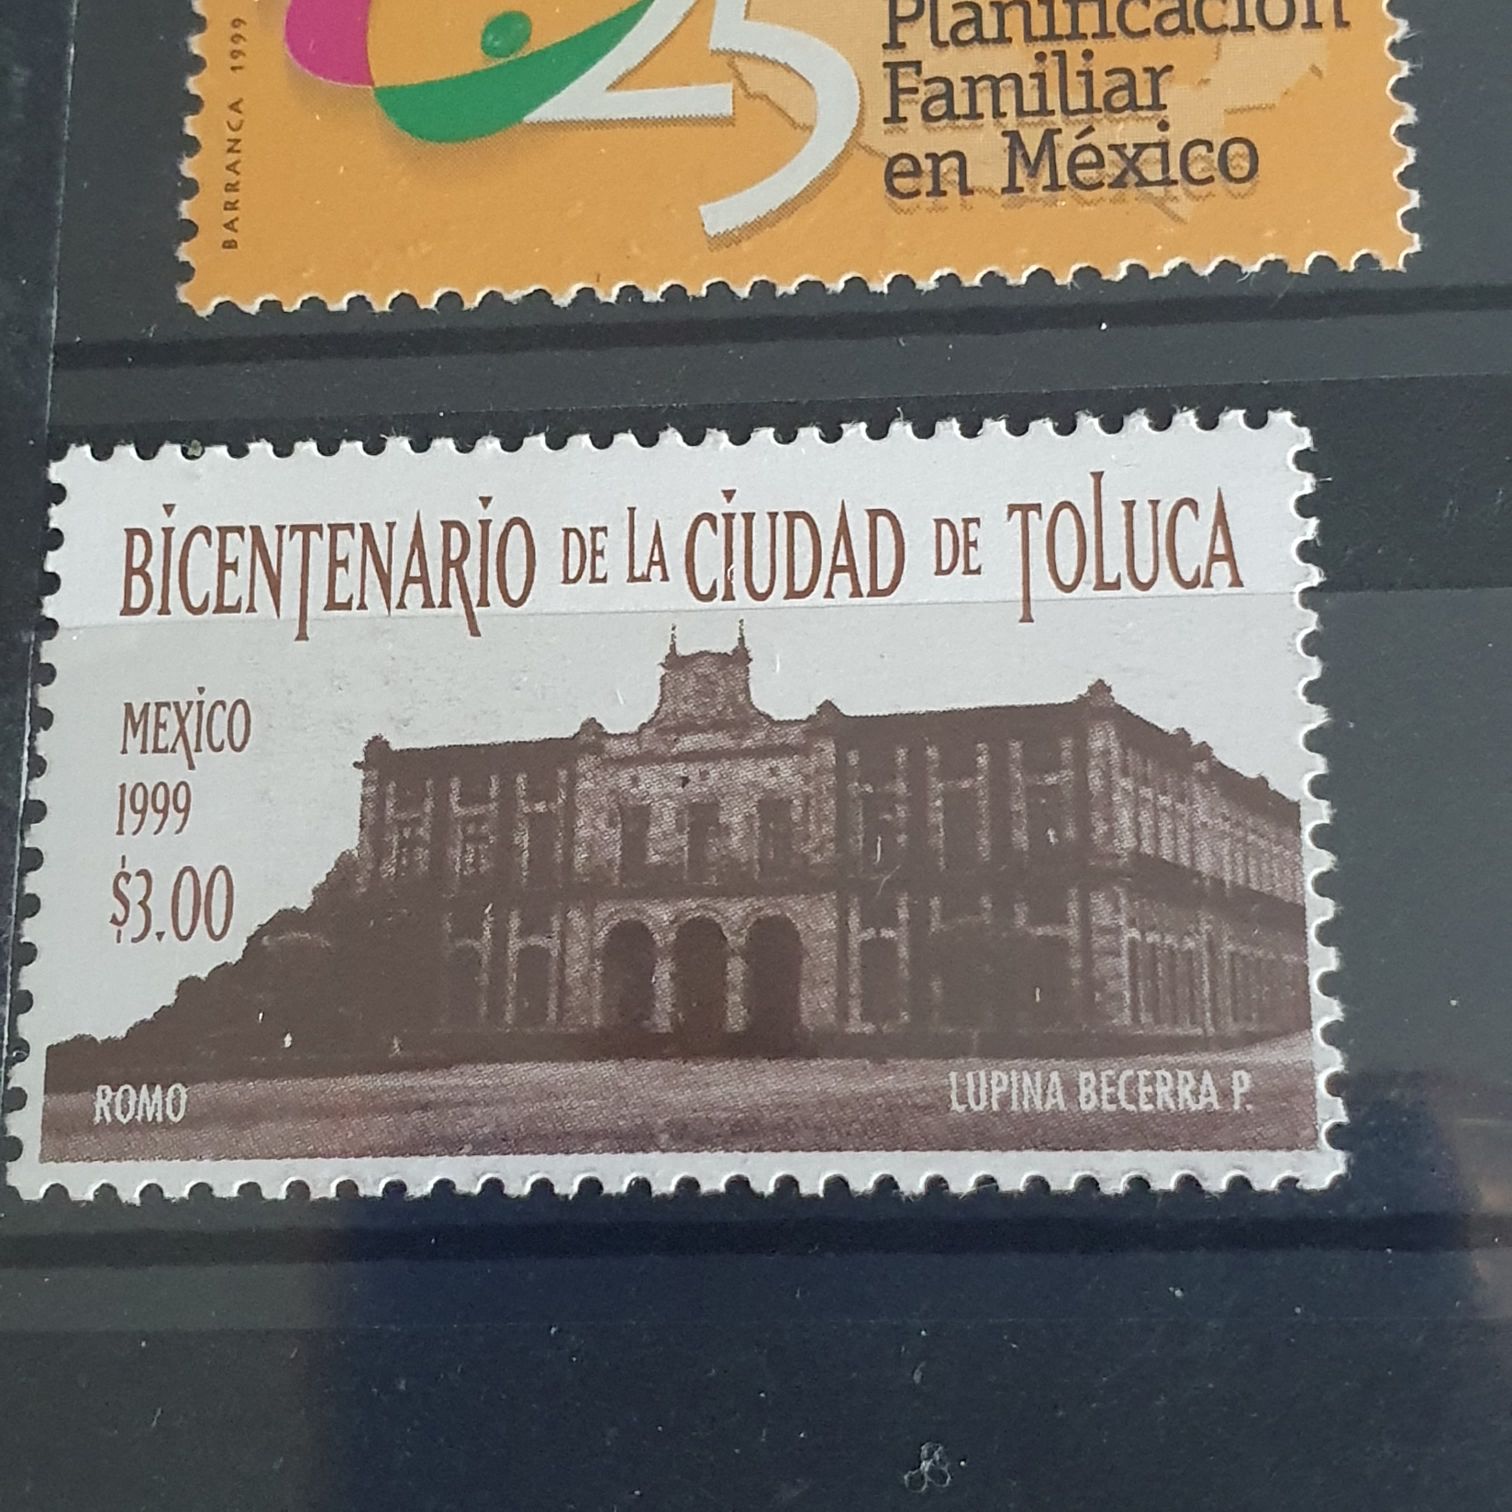 25
Planificación
Familiar
en México
BARRANCA 1999
BiCENTENARiO DE LA CiUDAD DE TOLUCA
MEXiCO
1999
$3.00
ROMO
LUPINA BECERRA P.